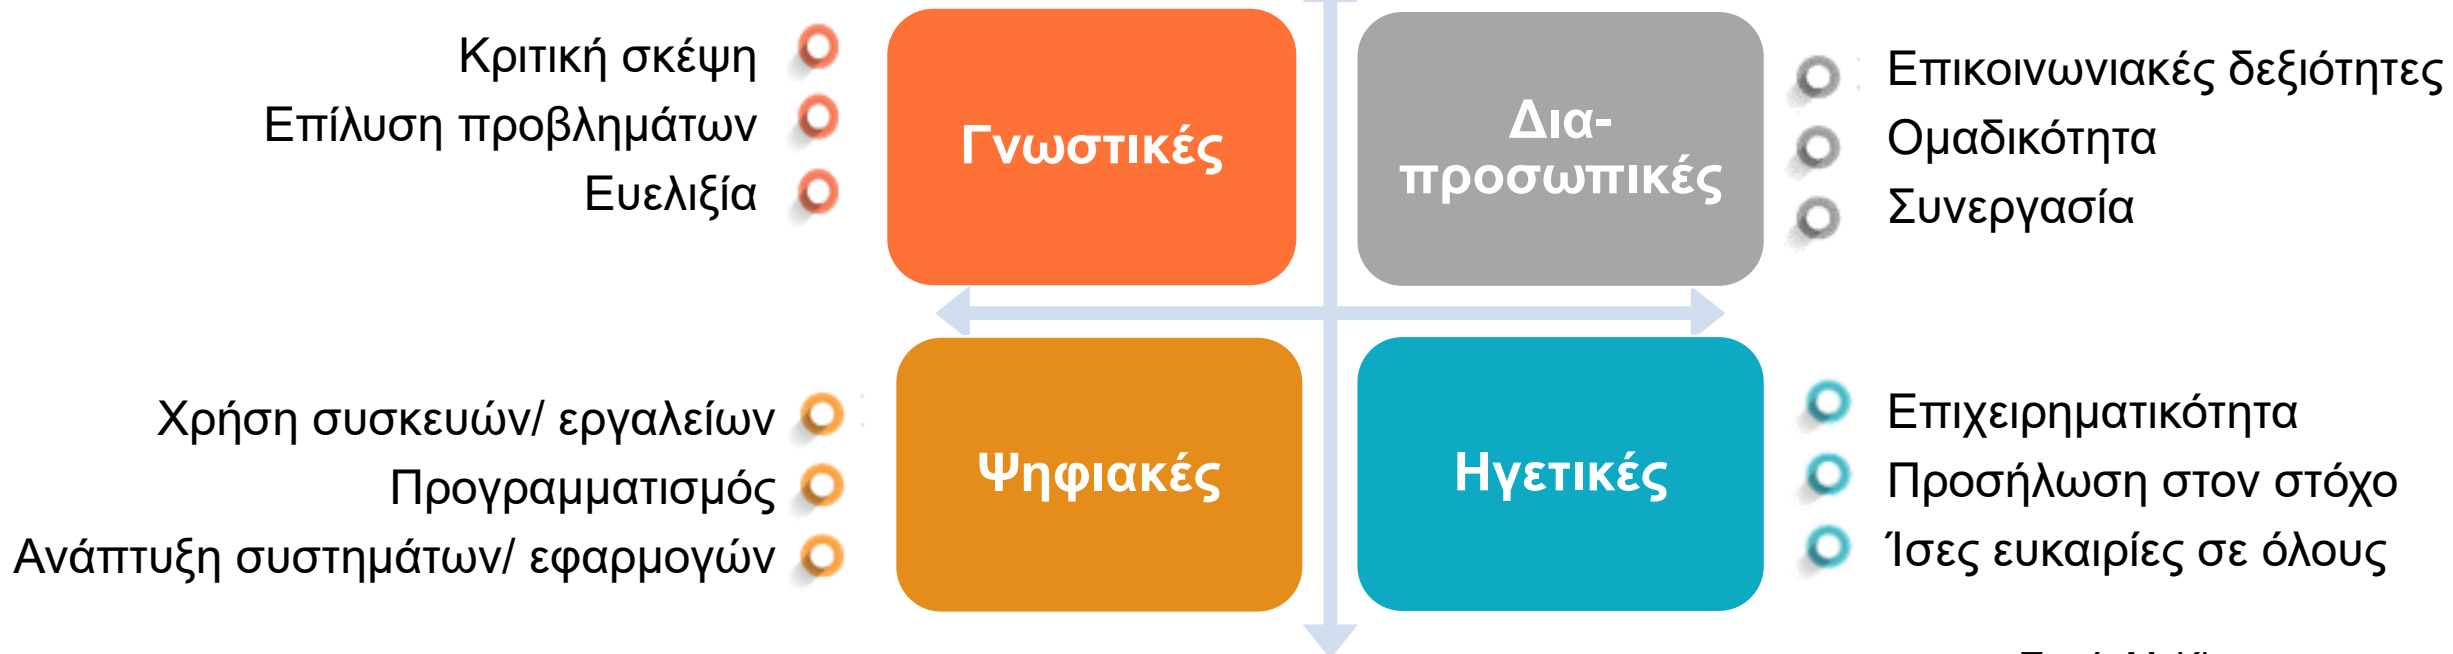 Κριτική σκέψη
Επίλυση προβλημάτων
Ευελιξία
Γνωστικές
Δια-
προσωπικές
Επικοινωνιακές δεξιότητες
Ομαδικότητα
Συνεργασία
Χρήση συσκευών/ εργαλείων
Προγραμματισμός
Ανάπτυξη συστημάτων/ εφαρμογών
Ψηφιακές
Ηγετικές
Επιχειρηματικότητα
Προσήλωση στον στόχο
Ίσες ευκαιρίες σε όλους